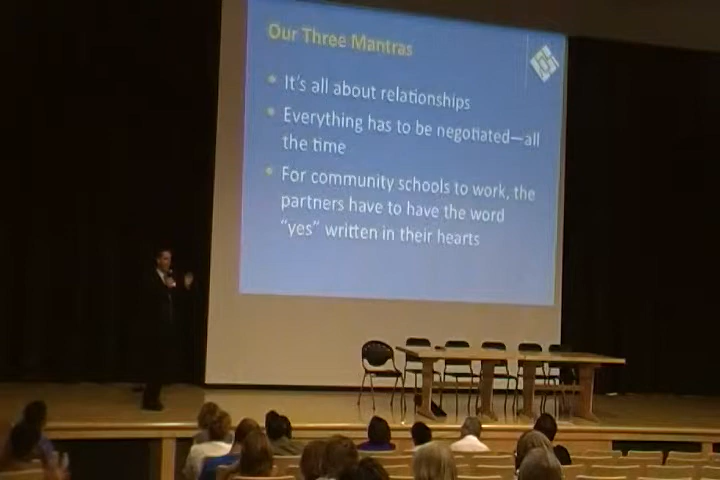 Our Three Mantras
It's all about relationships
Everything has to be negotiated—all
the time
For community schools to work, the
partners have to have the word
"yes" written in their hearts